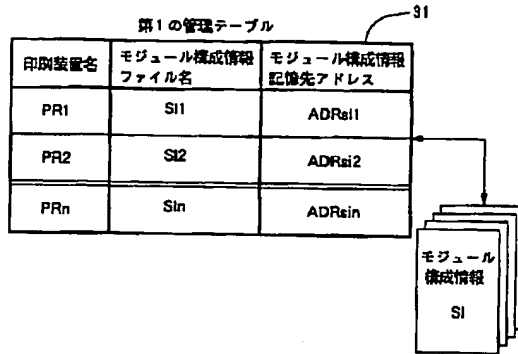 第1の管理テーブル
31
印刷装置名 モジュール構成情報 モジュール構成情報
ファイル名 記憶先アドレス
PR1 SI1 ADRsi1
PR2 SI2 ADRsi2
PRn SIn ADRsin
モジュール
構成情報
SI